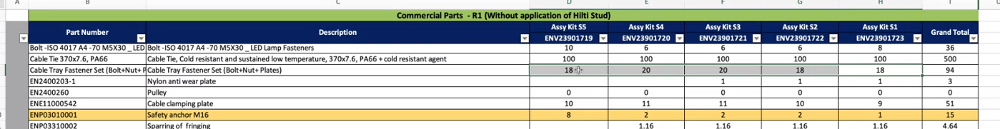 A B C D E F G H I
Commercial Parts - R1 (Without application of Hilti Stud)
Part Number Description Assy Kit S5 Assy Kit S4 Assy Kit S3 Assy Kit S2 Assy Kit S1 Grand Total
ENV23901719 ENV23901720 ENV23901721 ENV23901722 ENV23901723
Bolt -ISO 4017 A4 -70 M5X30 _ LED Bolt -ISO 4017 A4 -70 M5X30 _ LED Lamp Fasteners 10 6 6 6 8 36
Cable Tie 370x7.6, PA66 Cable Tie, Cold resistant and sustained low temperature, 370x7.6, PA66 + cold resistant agent 100 100 100 100 100 500
Cable Tray Fastener Set (Bolt+Nut+ P Cable Tray Fastener Set (Bolt+Nut+ Plates) 18 20 20 18 18 94
EN2400203-1 Nylon anti wear plate 1 1 1 3
EN2400260 Pulley 0 0 0 0 0 0
ENE11000542 Cable clamping plate 10 11 11 10 9 51
ENP03010001 Safety anchor M16 8 2 2 2 1 15
ENP03310002 Sparring of fringing 1.16 1.16 1.16 1.16 4.64